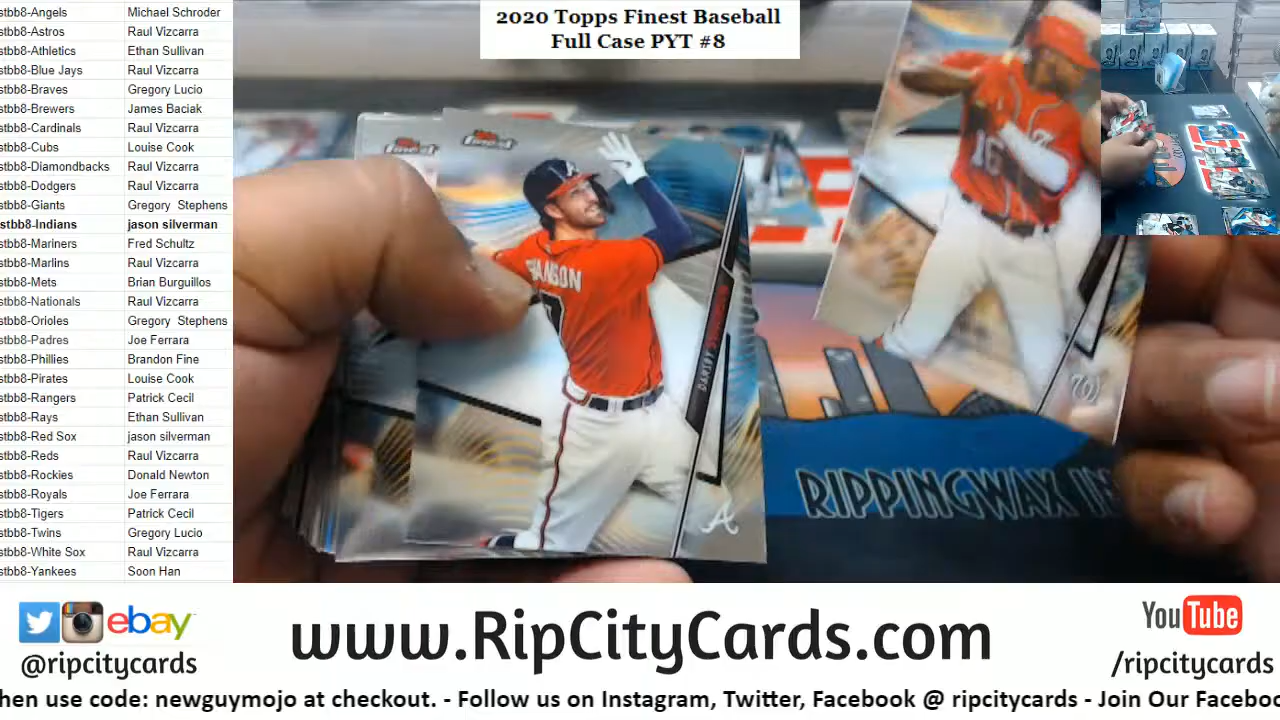 2020 Topps Finest Baseball
Full Case PYT #8
stbb8-Angels Michael Schroder
stbb8-Astros Raul Vizcarra
stbb8-Athletics Ethan Sullivan
stbb8-Blue Jays Raul Vizcarra
stbb8-Braves Gregory Lucio
stbb8-Brewers James Baciak
stbb8-Cardinals Raul Vizcarra
stbb8-Cubs Louise Cook
stbb8-Diamondbacks Raul Vizcarra
stbb8-Dodgers Raul Vizcarra
stbb8-Giants Gregory Stephens
stbb8-Indians jason silverman
stbb8-Mariners Fred Schultz
stbb8-Marlins Raul Vizcarra
stbb8-Mets Brian Burguillos
stbb8-Nationals Raul Vizcarra
stbb8-Orioles Gregory Stephens
stbb8-Padres Joe Ferrara
stbb8-Phillies Brandon Fine
stbb8-Pirates Louise Cook
stbb8-Rangers Patrick Cecil
stbb8-Rays Ethan Sullivan
stbb8-Red Sox jason silverman
stbb8-Reds Raul Vizcarra
stbb8-Rockies Donald Newton
stbb8-Royals Joe Ferrara
stbb8-Tigers Patrick Cecil
stbb8-Twins Gregory Lucio
stbb8-White Sox Raul Vizcarra
stbb8-Yankees Soon Han
Finest
Finest
SWANSON
7
DANSBY SWANSON
A
16
W
RIPPINGWAX
ebay
@ripcitycards
www.RipCityCards.com
YouTube
/ripcitycards
hen use code: newguymojo at checkout. - Follow us on Instagram, Twitter, Facebook @ ripcitycards - Join Our Faceboo